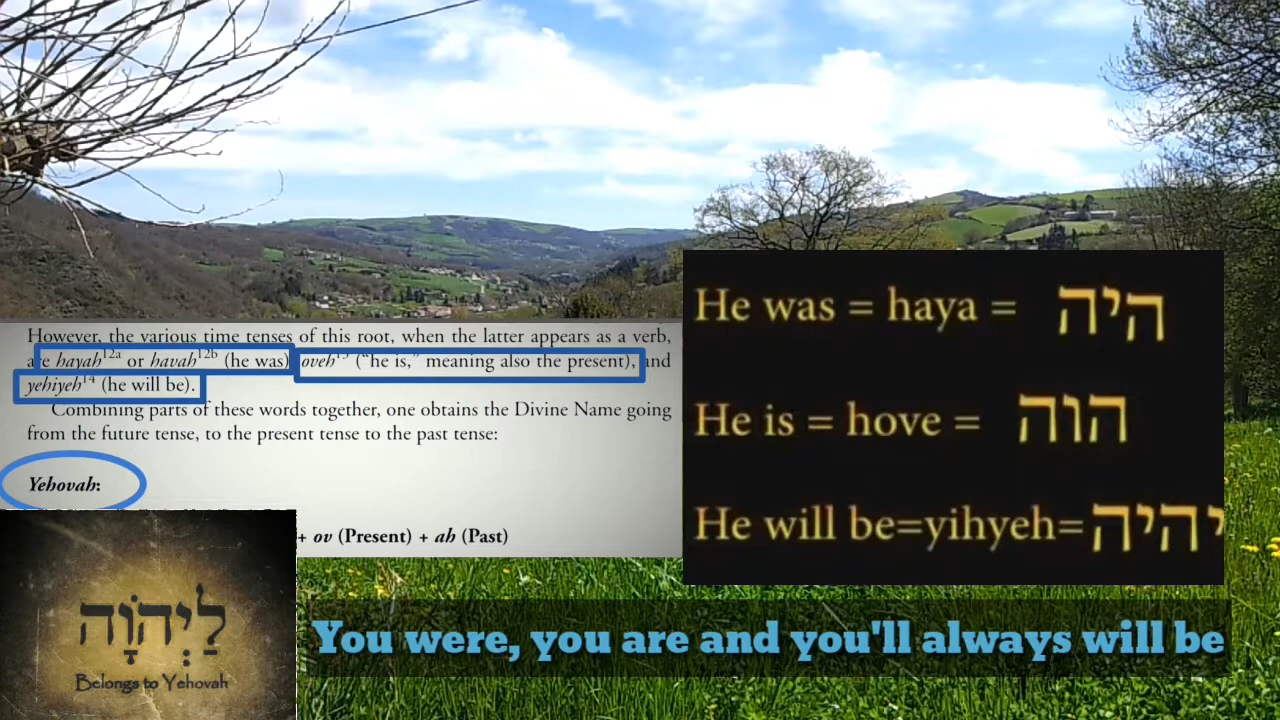 However, the various time tenses of this root, when the latter appears as a verb,
are hayah12a or havah12b (he was) oveh ("he is," meaning also the present), and
yehiyeh14 (he will be).
Combining parts of these words together, one obtains the Divine Name going
from the future tense, to the present tense to the past tense:
Yehovah:
+ ov (Present) + ah (Past)
He was = haya = היה
He is = hove = הוה
He will be=yihyeh= יהיה
לַיְהֹוָה
Belongs to Yehovah
You were, you are and you'll always will be